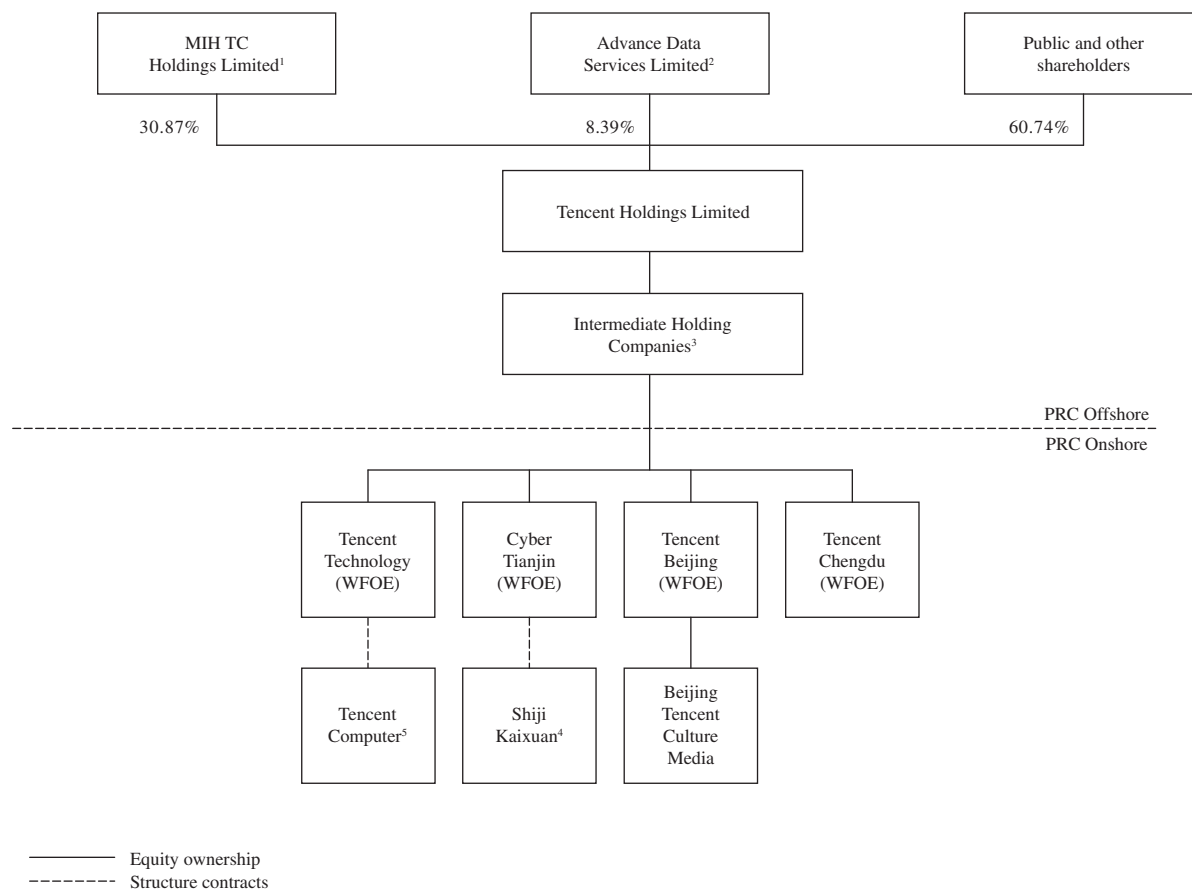 MIH TC
Holdings Limited¹
Advance Data
Services Limited²
Public and other
shareholders
30.87%
8.39%
60.74%
Tencent Holdings Limited
Intermediate Holding
Companies³
PRC Offshore
PRC Onshore
Tencent
Technology
(WFOE)
Cyber
Tianjin
(WFOE)
Tencent
Beijing
(WFOE)
Tencent
Chengdu
(WFOE)
Tencent
Computer⁵
Shiji
Kaixuan⁴
Beijing
Tencent
Culture
Media
Equity ownership
Structure contracts